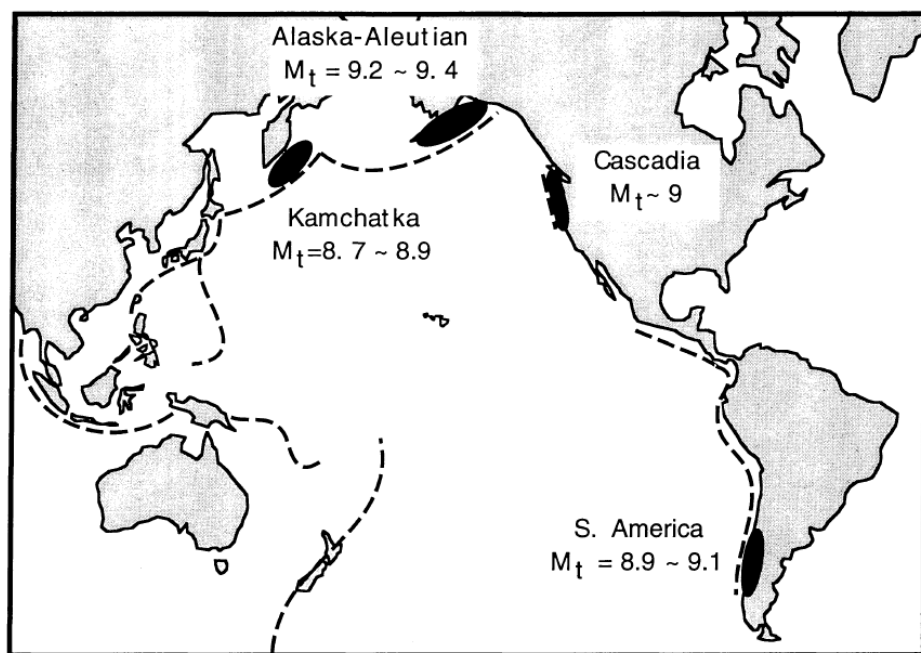 Alaska-Aleutian
Mt = 9.2 ~ 9. 4
Cascadia
Mt~ 9
Kamchatka
Mt=8. 7 ~ 8.9
S. America
Mt = 8.9 ~ 9.1